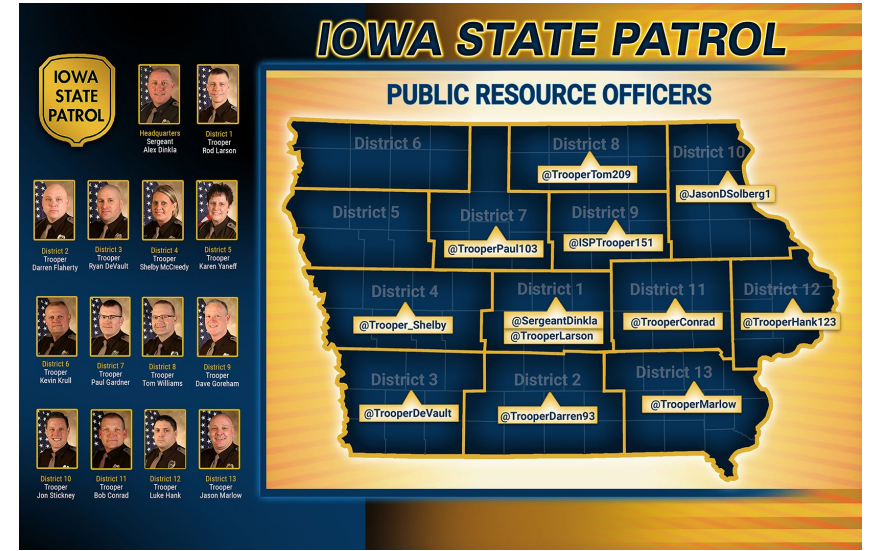 IOWA STATE PATROL
IOWA
STATE
PATROL
Headquarters
Sergeant
Alex Dinkla
District 1
Trooper
Rod Larson
District 2
Trooper
Darren Flaherty
District 3
Trooper
Ryan DeVault
District 4
Trooper
Shelby McCreedy
District 5
Trooper
Karen Yaneff
District 6
Trooper
Kevin Krull
District 7
Trooper
Paul Gardner
District 8
Trooper
Tom Williams
District 9
Trooper
Dave Goreham
District 10
Trooper
Jon Stickney
District 11
Trooper
Bob Conrad
District 12
Trooper
Luke Hank
District 13
Trooper
Jason Marlow
PUBLIC RESOURCE OFFICERS
District 6
District 8
@TrooperTom209
District 10
@JasonDSolberg1
District 5
District 7
@TrooperPaul103
District 9
@ISPTrooper151
District 4
@Trooper_Shelby
District 1
@SergeantDinkla
@TrooperLarson
District 11
@TrooperConrad
District 12
@TrooperHank123
District 3
@TrooperDeVault
District 2
@TrooperDarren93
District 13
@TrooperMarlow